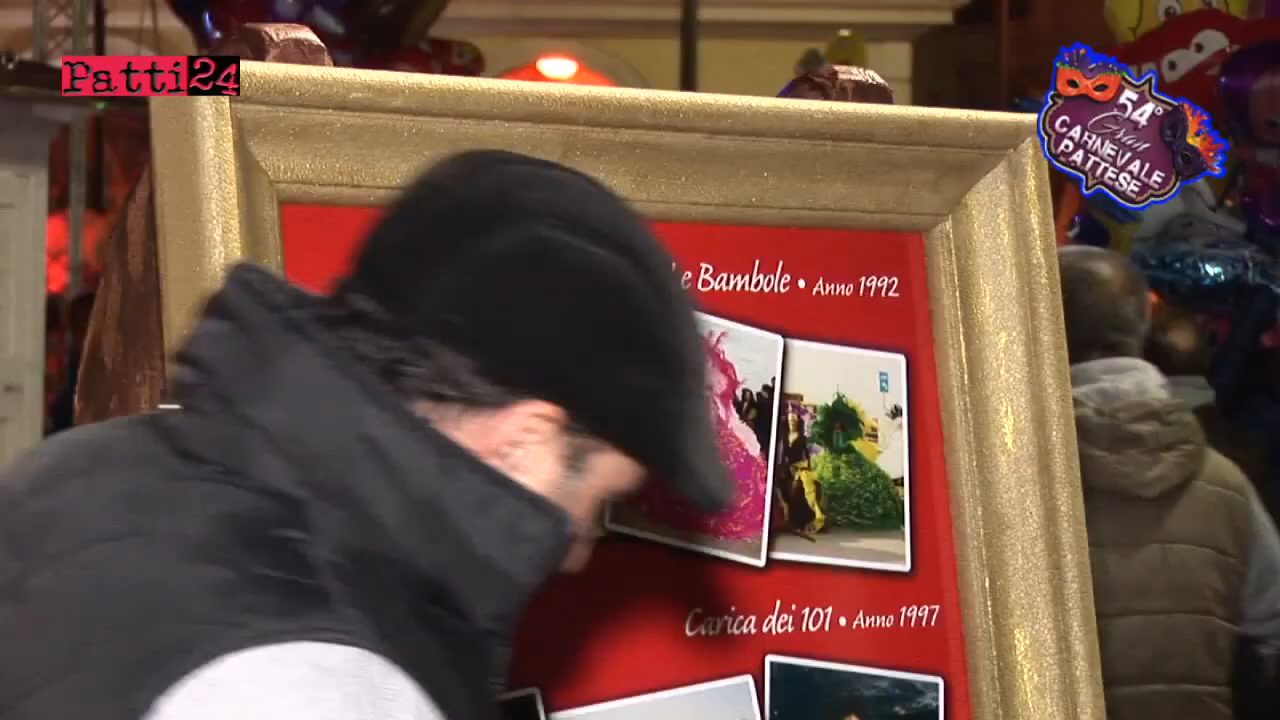 Patti24
54°
Gran
CARNEVALE
PATTESE
e Bambole • Anno 1992
Carica dei 101 • Anno 1997